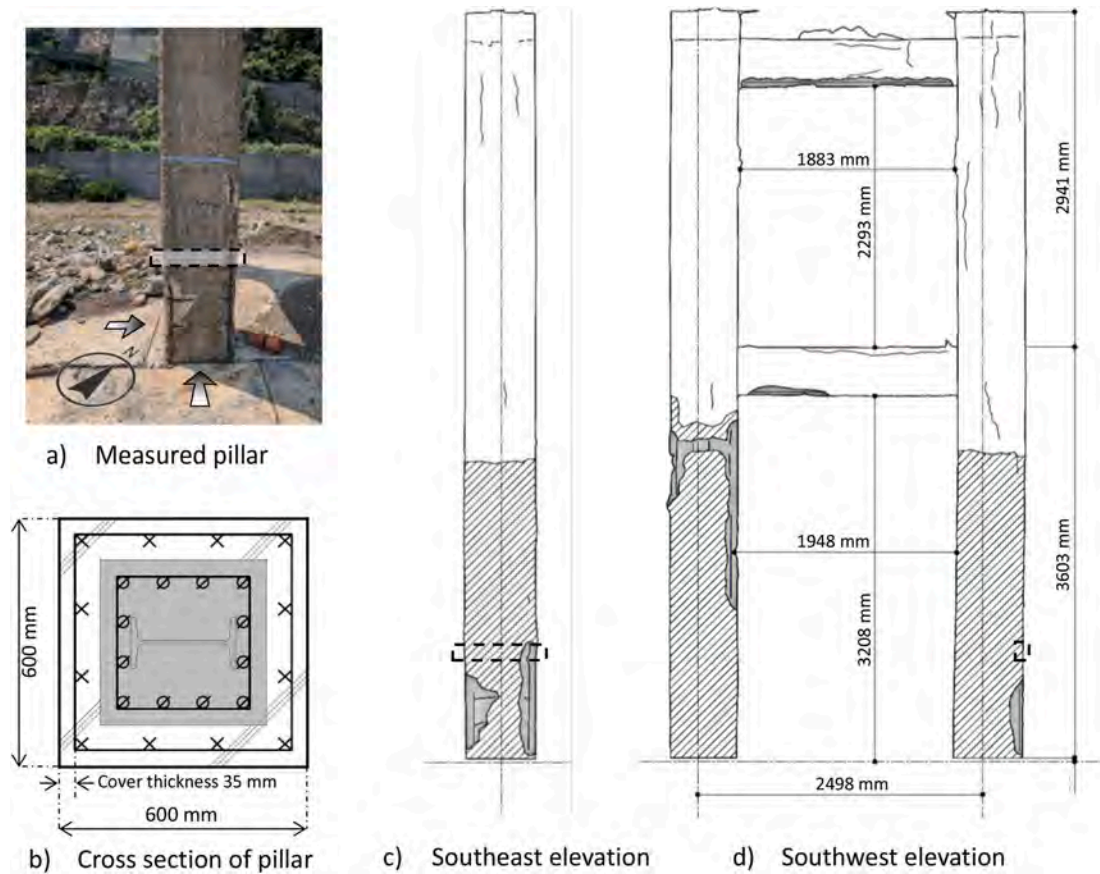 N
a) Measured pillar
600 mm
Cover thickness 35 mm
600 mm
b) Cross section of pillar
c) Southeast elevation
1883 mm
2293 mm
2941 mm
1948 mm
3208 mm
3603 mm
2498 mm
d) Southwest elevation